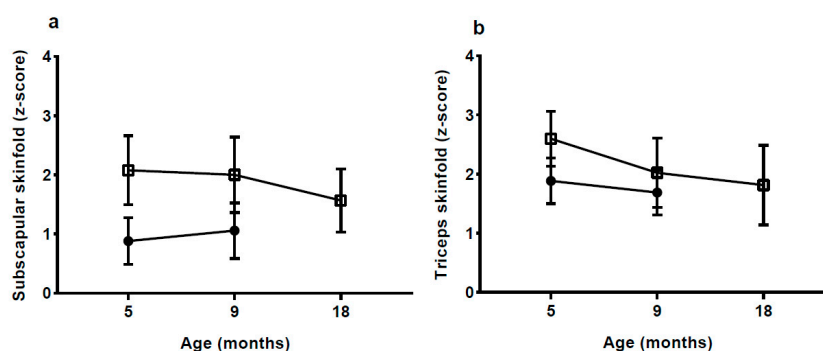 a
Subscapular skinfold (z-score)
4
3
2
1
0
5 9 18
Age (months)
b
Triceps skinfold (z-score)
4
3
2
1
0
5 9 18
Age (months)